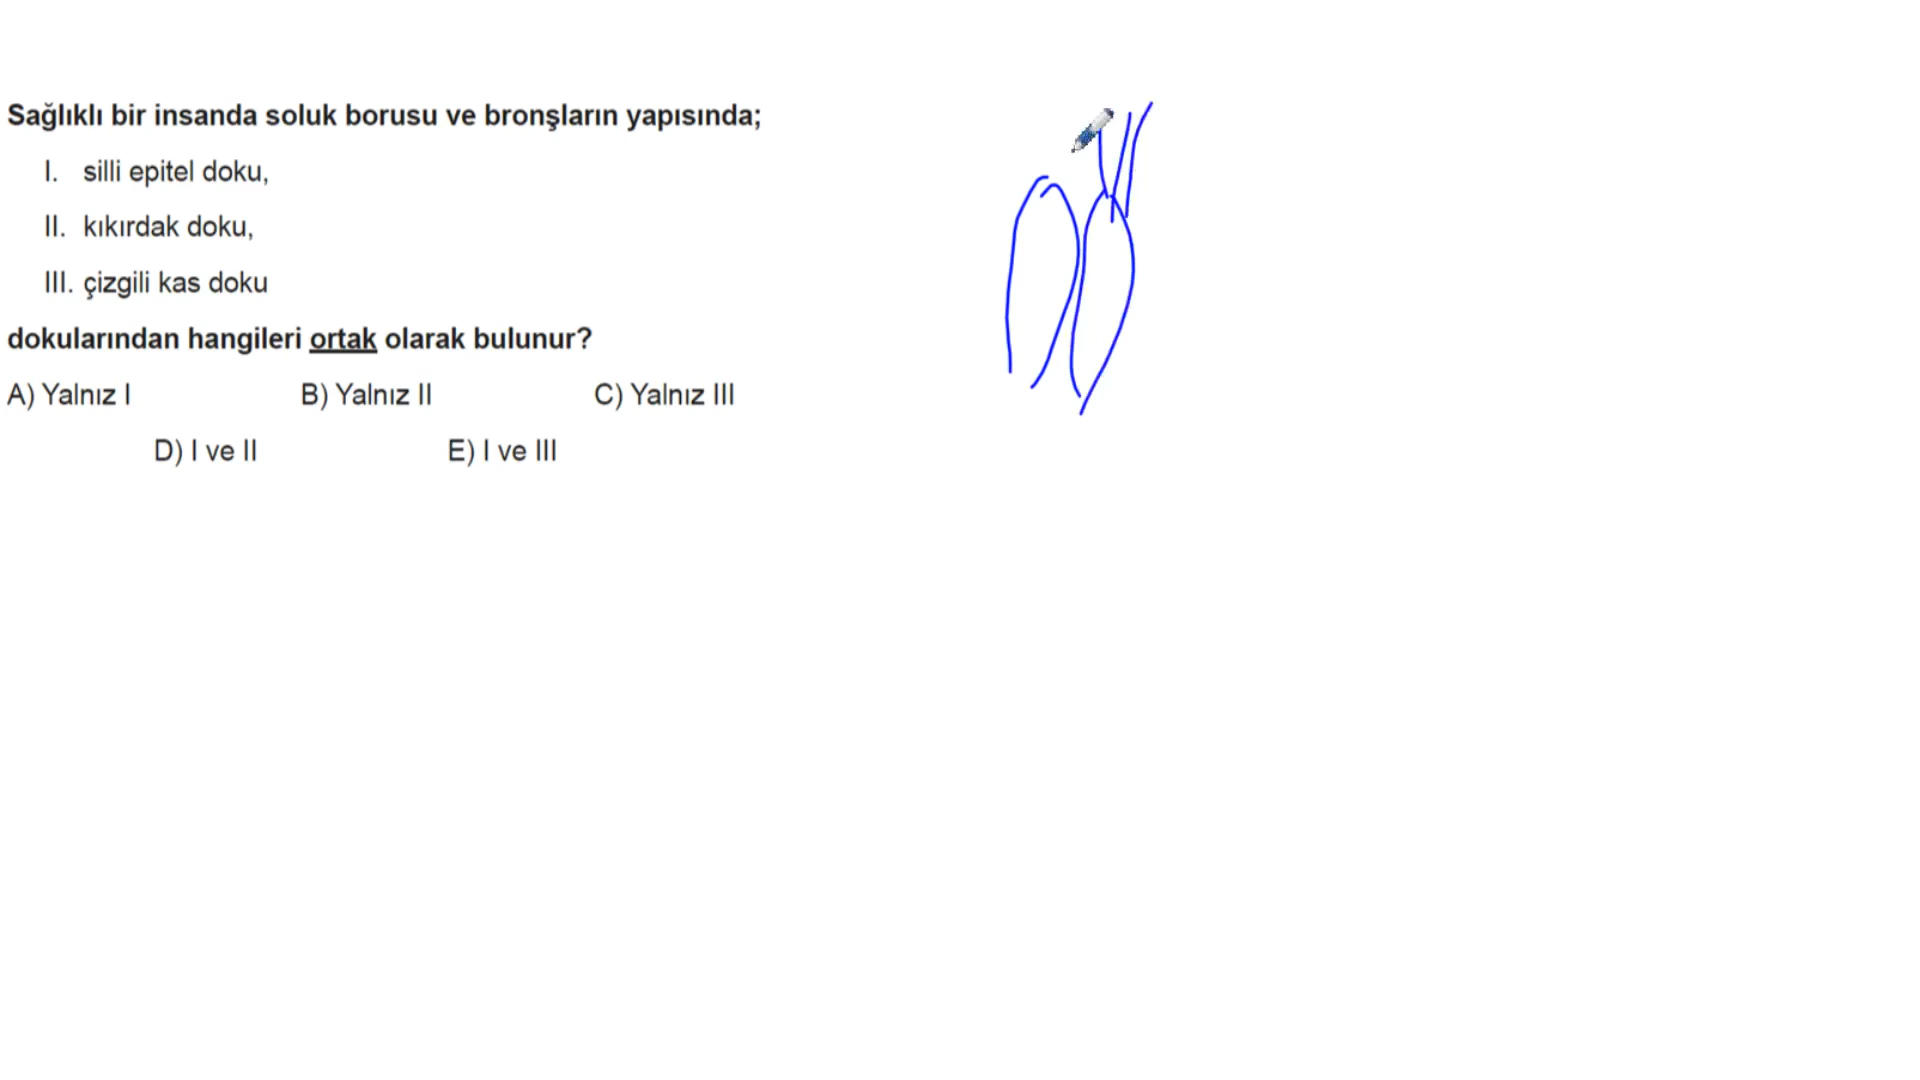 Sağlıklı bir insanda soluk borusu ve bronşların yapısında;
I. silli epitel doku,
II. kıkırdak doku,
III. çizgili kas doku
dokularından hangileri ortak olarak bulunur?
A) Yalnız I B) Yalnız II C) Yalnız III
D) I ve II E) I ve III